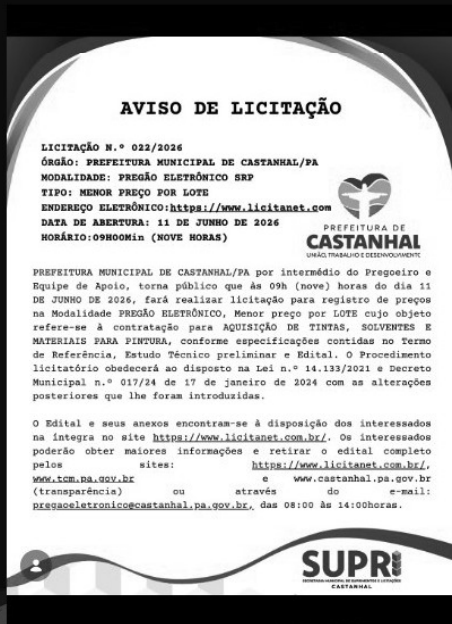 AVISO DE LICITAÇÃO
LICITAÇÃO N.º 022/2026
ÓRGÃO: PREFEITURA MUNICIPAL DE CASTANHAL/PA
MODALIDADE: PREGÃO ELETRÔNICO SRP
TIPO: MENOR PREÇO POR LOTE
ENDEREÇO ELETRÔNICO:https://www.licitanet.com
DATA DE ABERTURA: 11 DE JUNHO DE 2026
HORÁRIO:09H00Min (NOVE HORAS)
PREFEITURA DE
CASTANHAL
UNIÃO, TRABALHO E DESENVOLVIMENTO
PREFEITURA MUNICIPAL DE CASTANHAL/PA por intermédio do Pregoeiro e
Equipe de Apoio, torna público que às 09h (nove) horas do dia 11
DE JUNHO DE 2026, fará realizar licitação para registro de preços
na Modalidade PREGÃO ELETRÔNICO, Menor preço por LOTE cujo objeto
refere-se à contratação para AQUISIÇÃO DE TINTAS, SOLVENTES E
MATERIAIS PARA PINTURA, conforme especificações contidas no Termo
de Referência, Estudo Técnico preliminar e Edital. O Procedimento
licitatório obedecerá ao disposto na Lei n.º 14.133/2021 e Decreto
Municipal n.º 017/24 de 17 de janeiro de 2024 com as alterações
posteriores que lhe foram introduzidas.
O Edital e seus anexos encontram-se à disposição dos interessados
na íntegra no site https://www.licitanet.com.br/. Os interessados
poderão obter maiores informações e retirar o edital completo
pelos sites: https://www.licitanet.com.br/,
www.tcm.pa.gov.br e www.castanhal.pa.gov.br
(transparência) ou através do e-mail:
pregaoeletronico@castanhal.pa.gov.br, das 08:00 às 14:00horas.
SUPRI
SECRETARIA MUNICIPAL DE SUPRIMENTOS E LICITAÇÕES
CASTANHAL